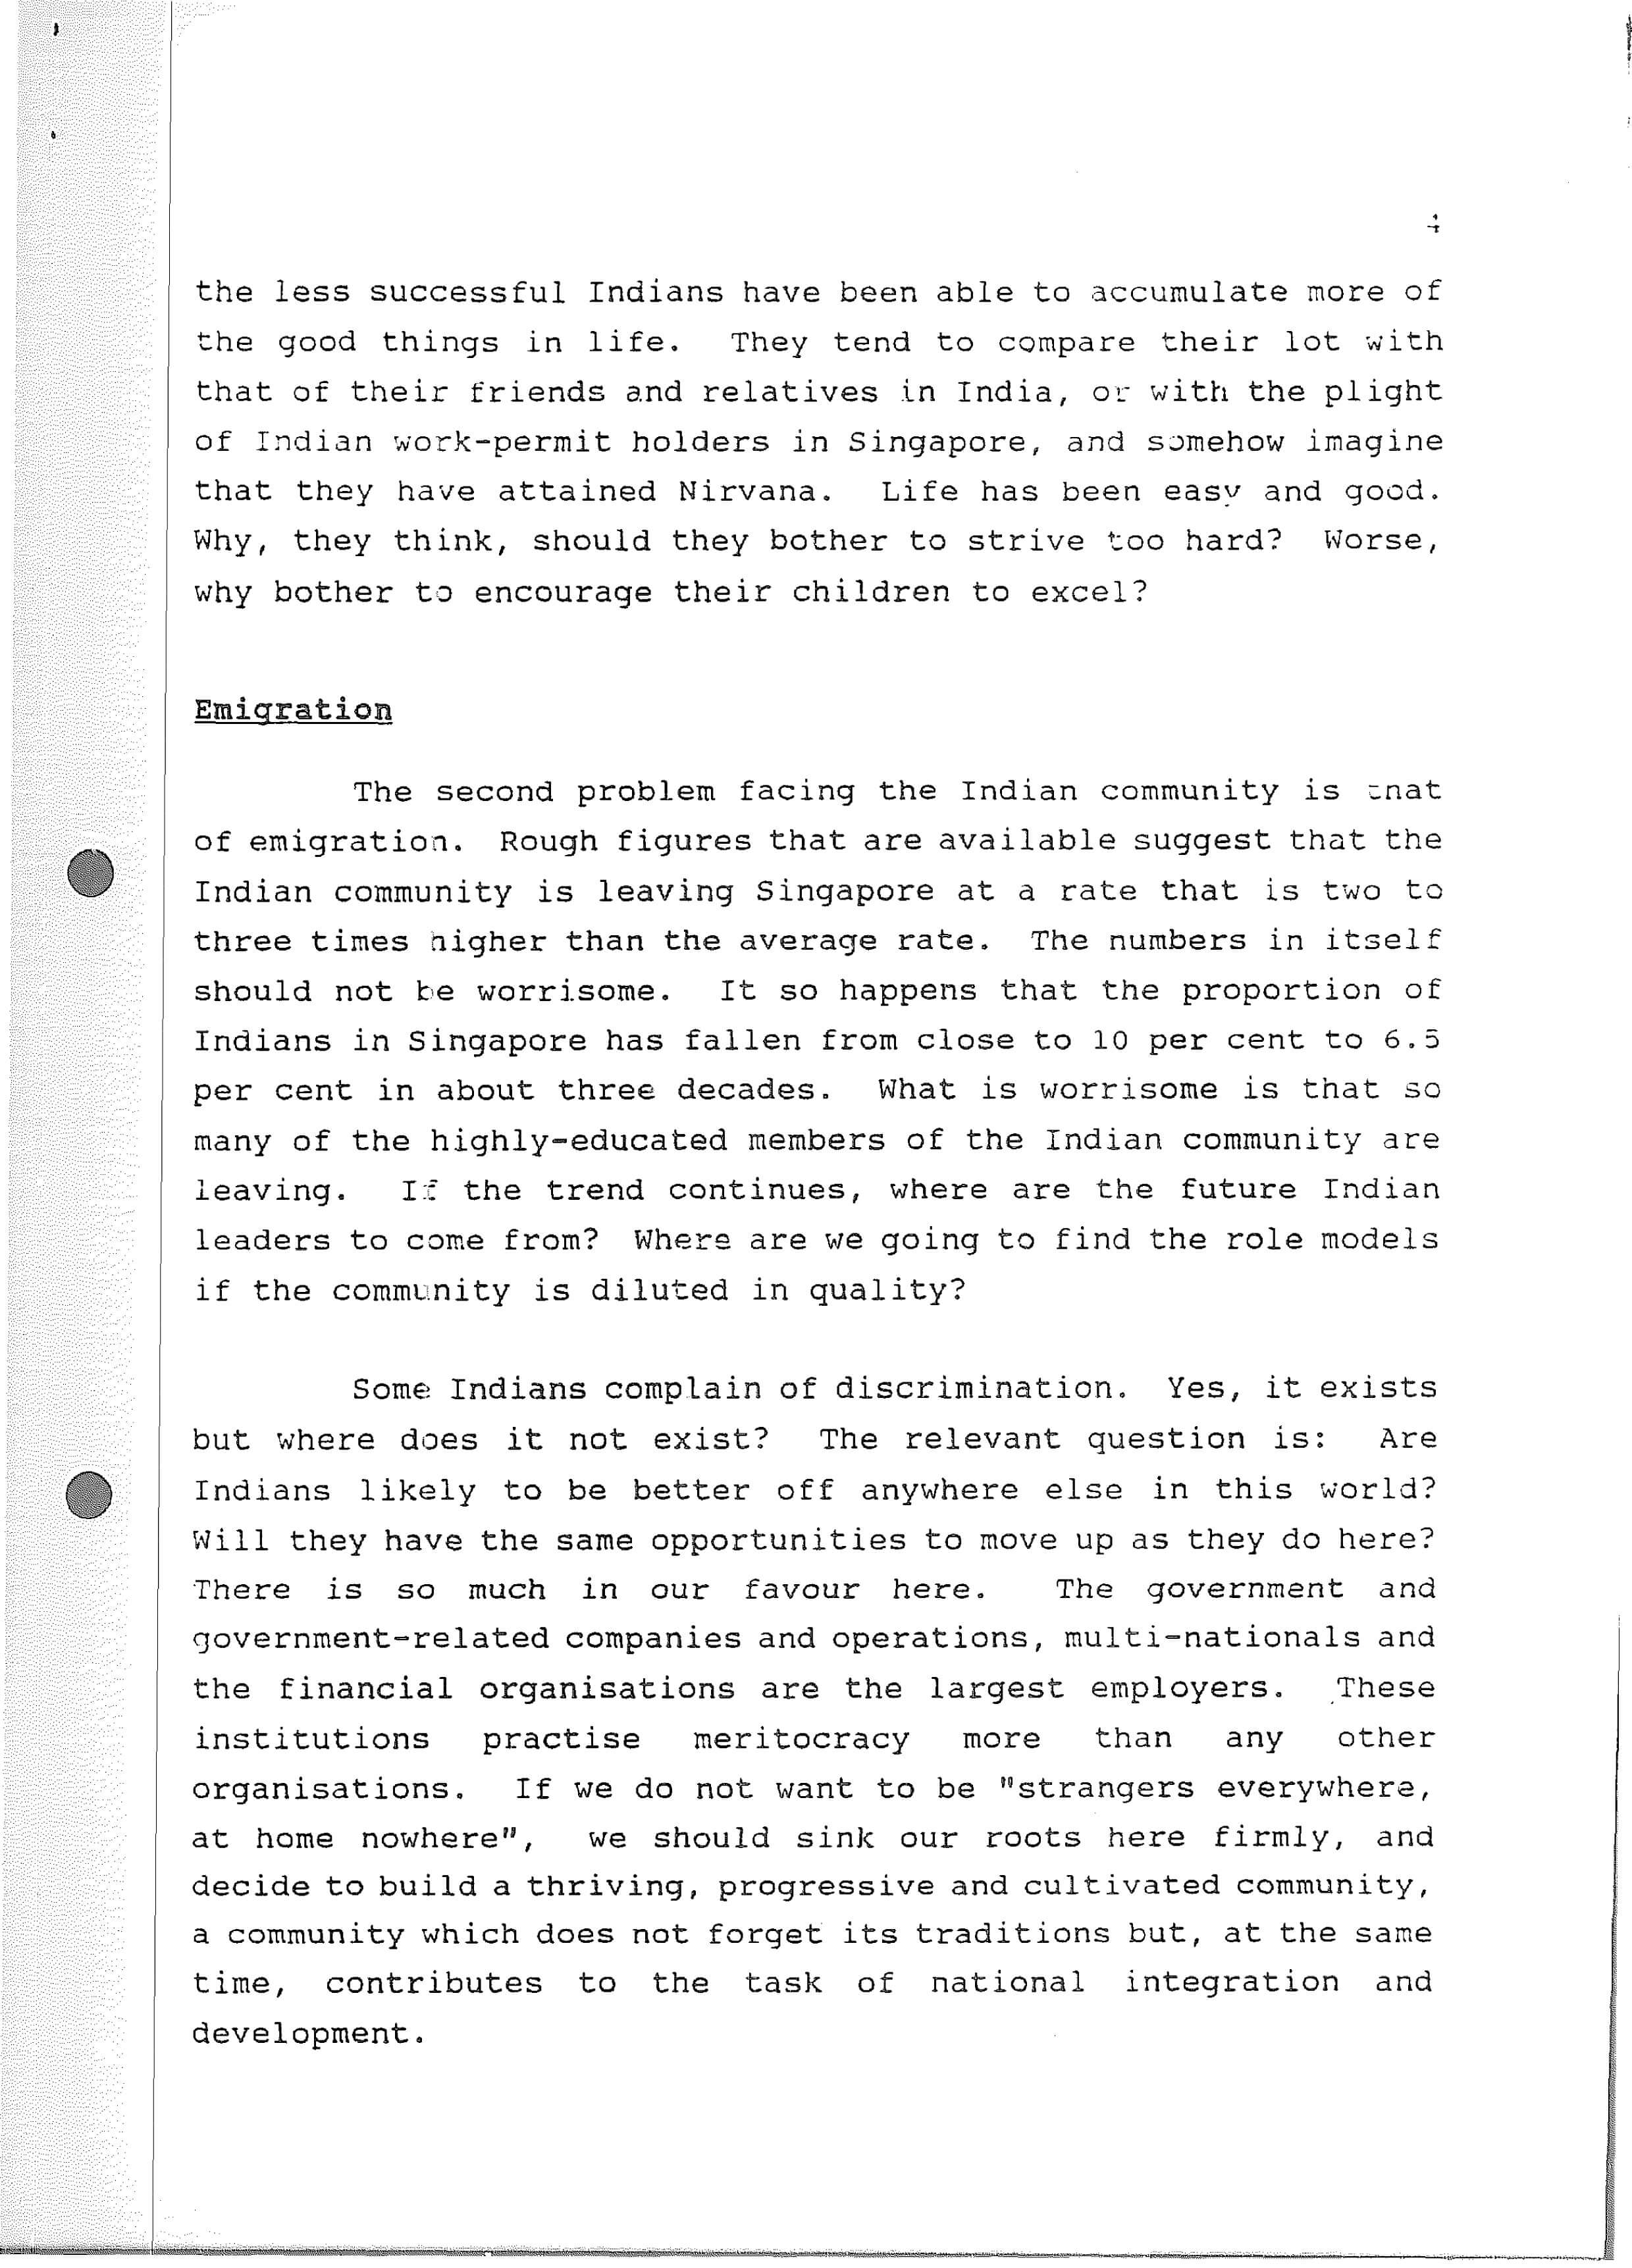 4
the less successful Indians have been able to accumulate more of
the good things in life. They tend to compare their lot with
that of their friends and relatives in India, or with the plight
of Indian work-permit holders in Singapore, and somehow imagine
that they have attained Nirvana. Life has been easy and good.
Why, they think, should they bother to strive too hard? Worse,
why bother to encourage their children to excel?
Emigration
The second problem facing the Indian community is that
of emigration. Rough figures that are available suggest that the
Indian community is leaving Singapore at a rate that is two to
three times higher than the average rate. The numbers in itself
should not be worrisome. It so happens that the proportion of
Indians in Singapore has fallen from close to 10 per cent to 6.5
per cent in about three decades. What is worrisome is that so
many of the highly-educated members of the Indian community are
leaving. If the trend continues, where are the future Indian
leaders to come from? Where are we going to find the role models
if the community is diluted in quality?
Some Indians complain of discrimination. Yes, it exists
but where does it not exist? The relevant question is: Are
Indians likely to be better off anywhere else in this world?
Will they have the same opportunities to move up as they do here?
There is so much in our favour here. The government and
government-related companies and operations, multi-nationals and
the financial organisations are the largest employers. These
institutions practise meritocracy more than any other
organisations. If we do not want to be "strangers everywhere,
at home nowhere", we should sink our roots here firmly, and
decide to build a thriving, progressive and cultivated community,
a community which does not forget its traditions but, at the same
time, contributes to the task of national integration and
development.